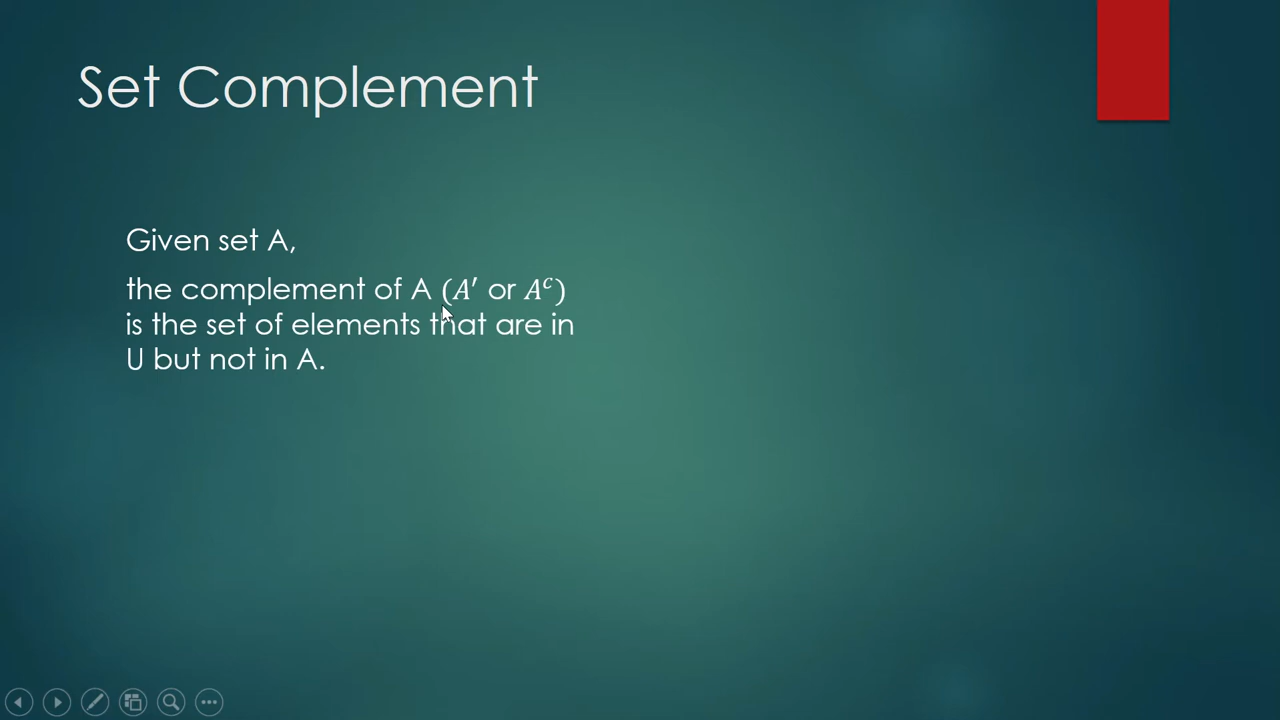 Set Complement
Given set A,
the complement of A (𝐴′ or 𝐴ᶜ)
is the set of elements that are in
U but not in A.